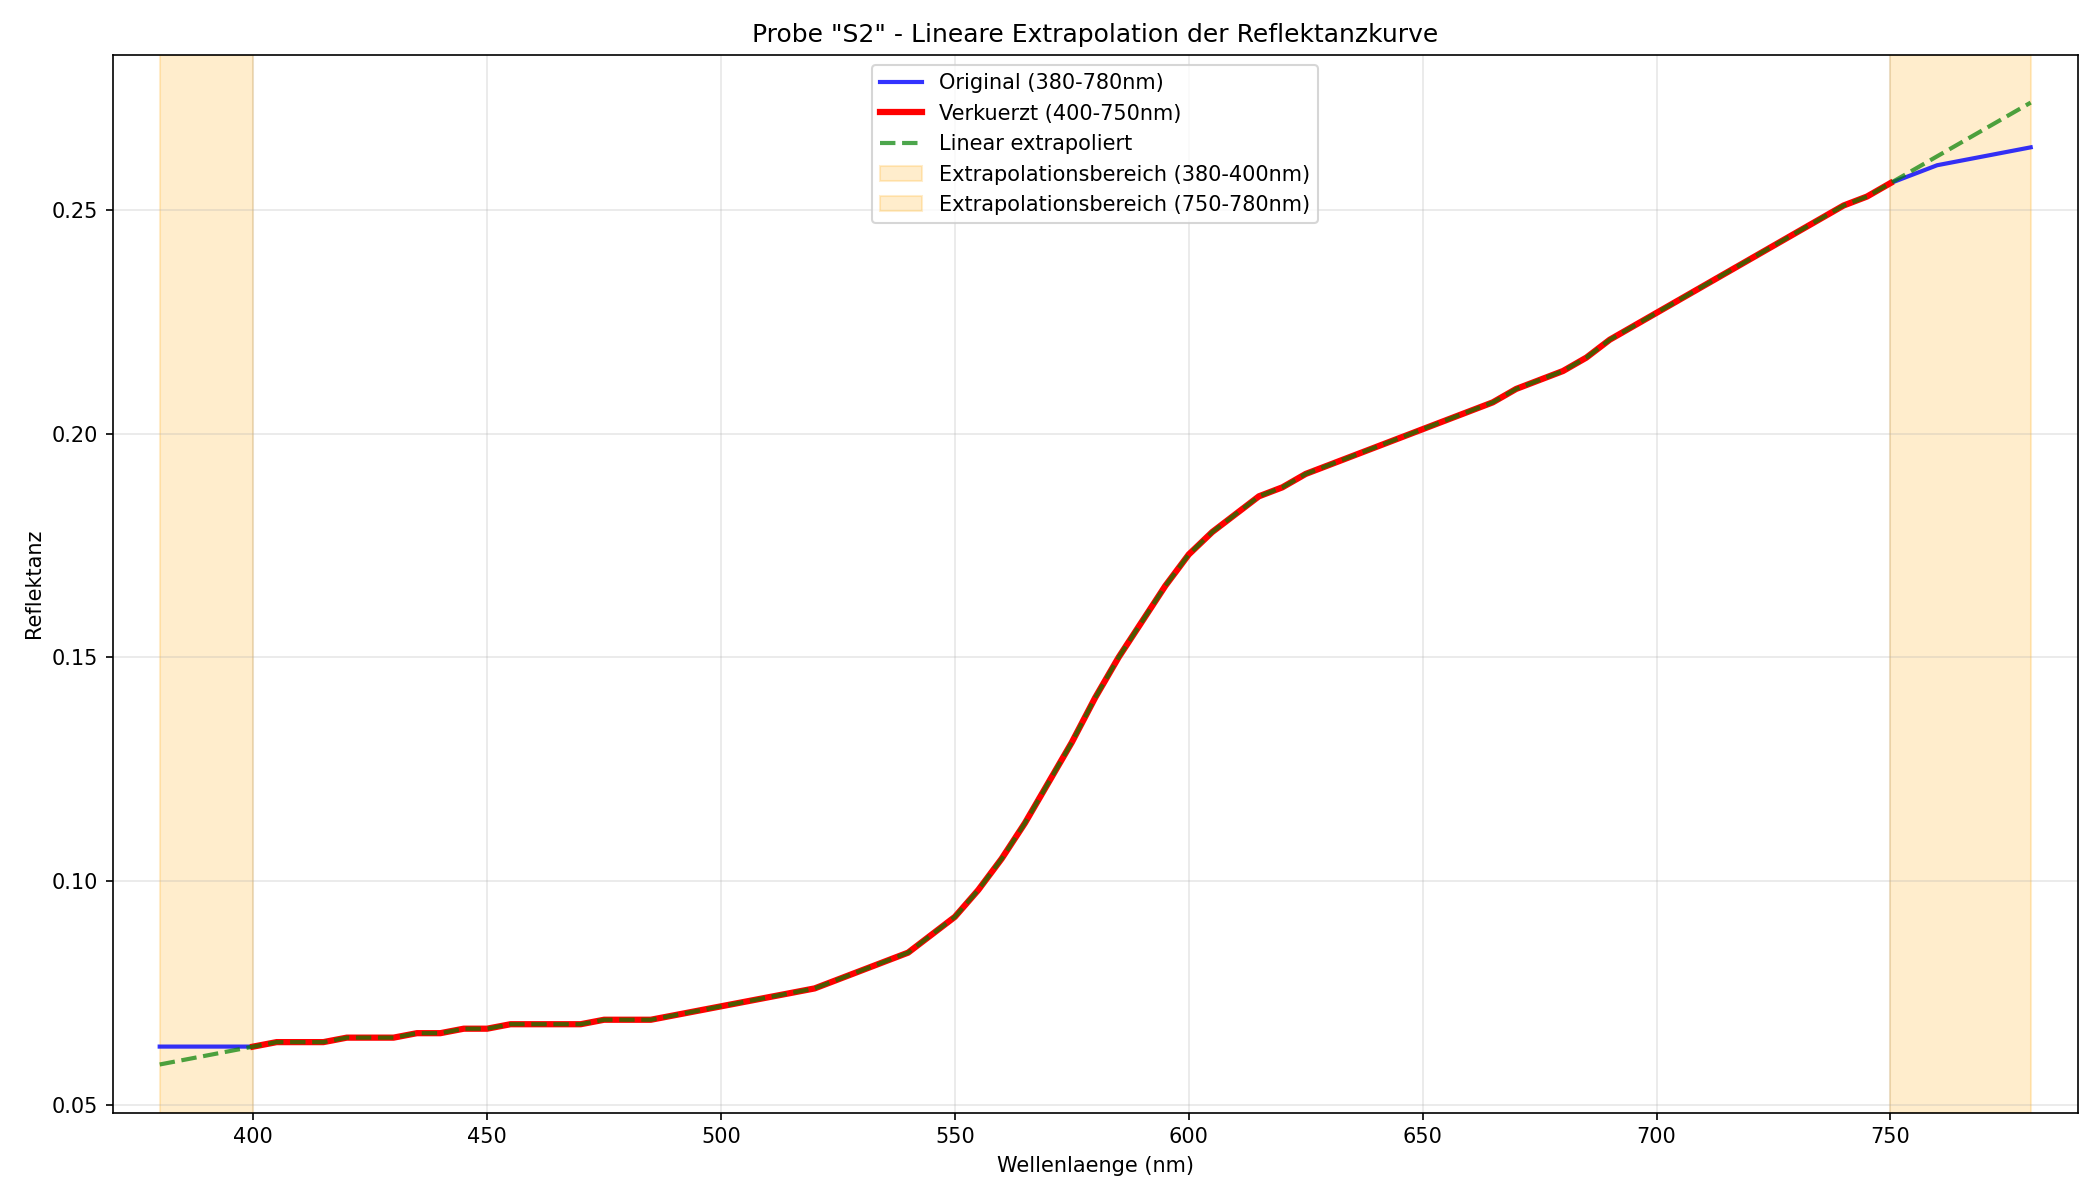 Probe "S2" - Lineare Extrapolation der Reflektanzkurve
Original (380-780nm)
Verkuerzt (400-750nm)
Linear extrapoliert
Extrapolationsbereich (380-400nm)
Extrapolationsbereich (750-780nm)
Reflektanz
0.25
0.20
0.15
0.10
0.05
400
450
500
550
600
650
700
750
Wellenlaenge (nm)